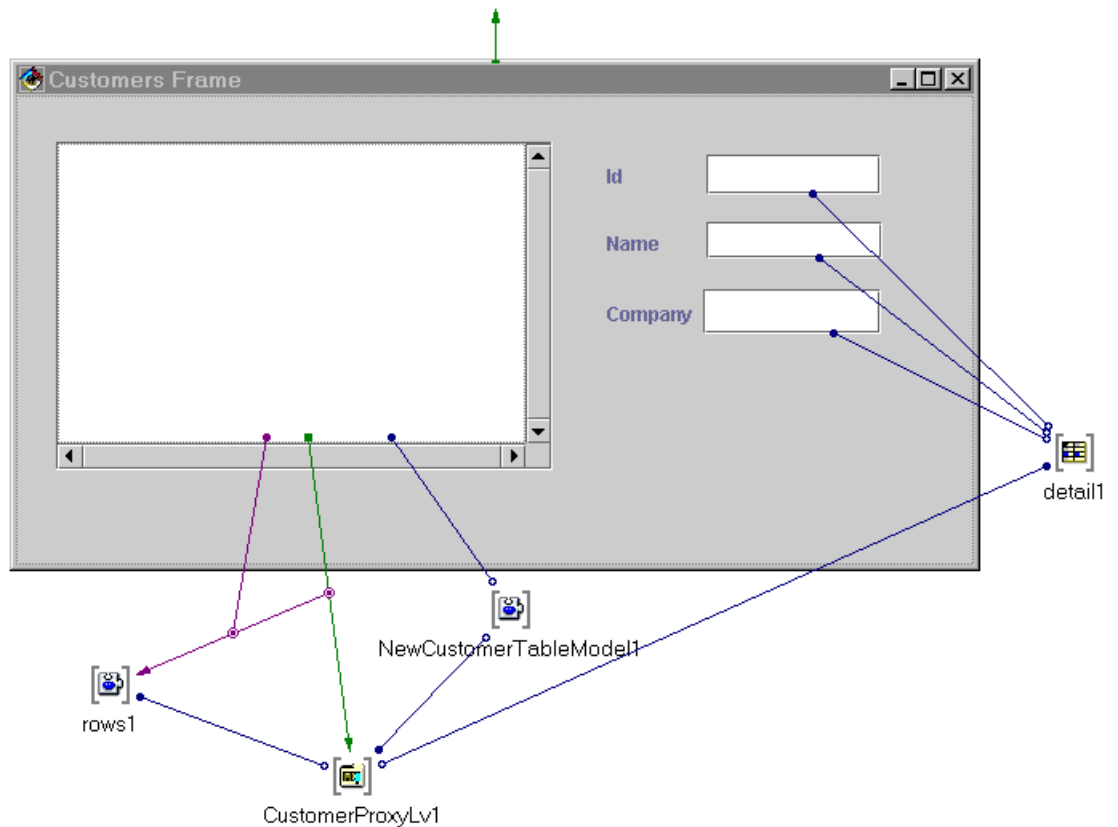 Customers Frame
Id
Name
Company
detail1
NewCustomerTableModel1
rows1
CustomerProxyLv1